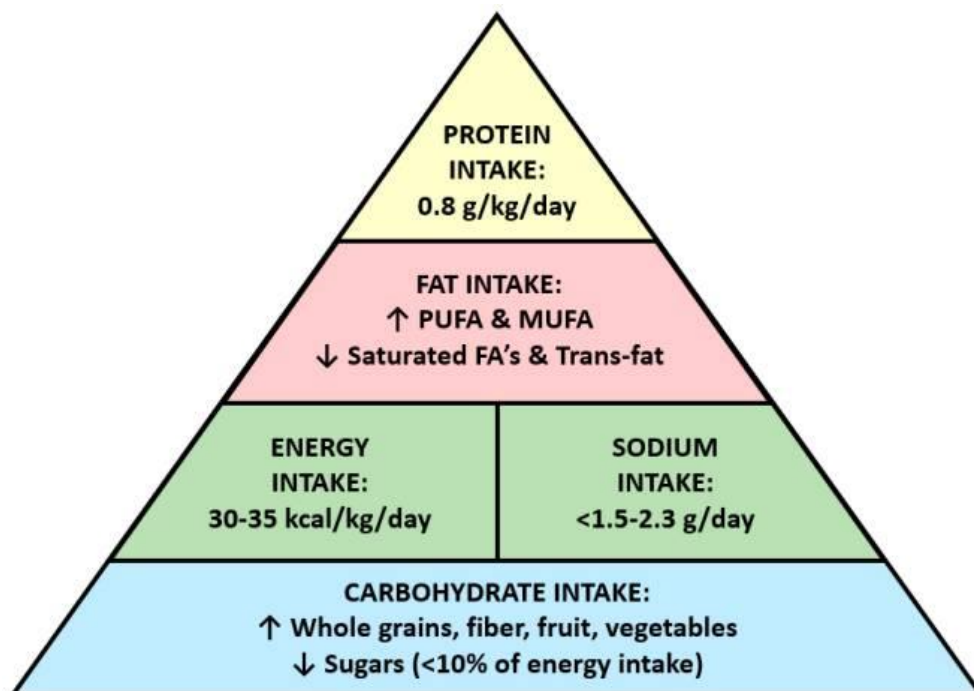 PROTEIN
INTAKE:
0.8 g/kg/day
FAT INTAKE:
↑ PUFA & MUFA
↓ Saturated FA's & Trans-fat
ENERGY
INTAKE:
30-35 kcal/kg/day
SODIUM
INTAKE:
<1.5-2.3 g/day
CARBOHYDRATE INTAKE:
↑ Whole grains, fiber, fruit, vegetables
↓ Sugars (<10% of energy intake)